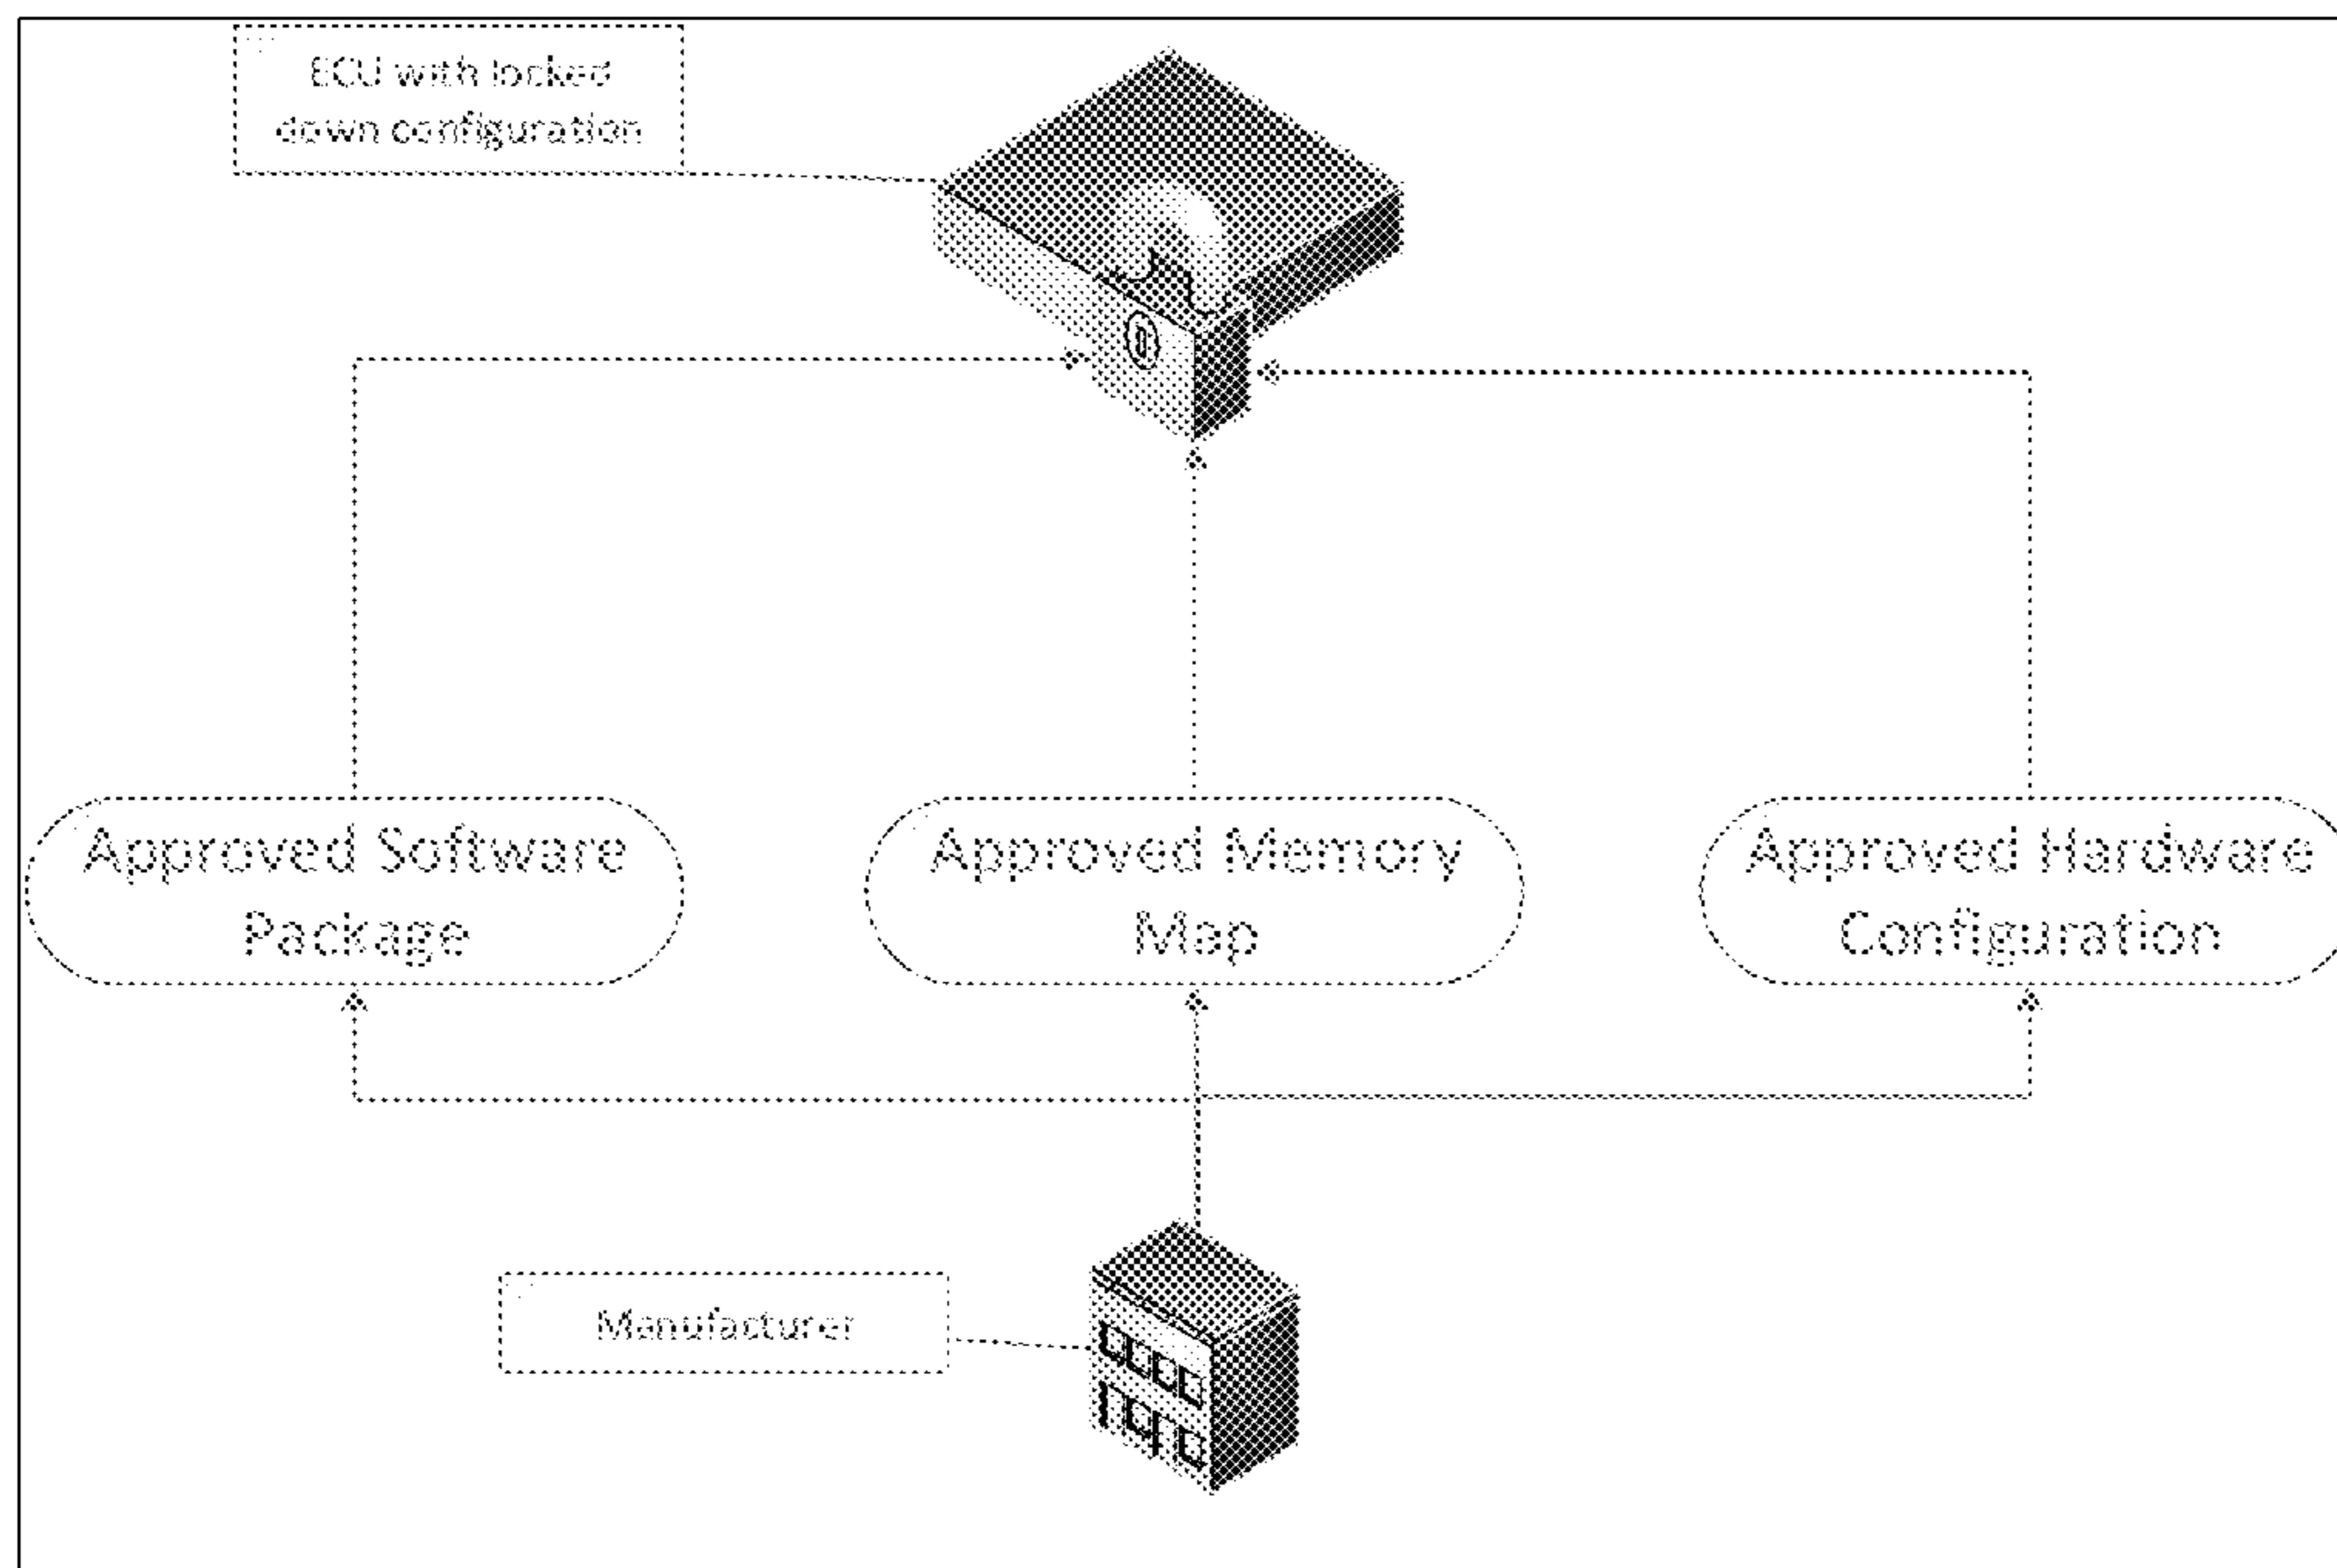 ECU with locked
down configuration
Approved Software
Package
Approved Memory
Map
Approved Hardware
Configuration
Manufacturer